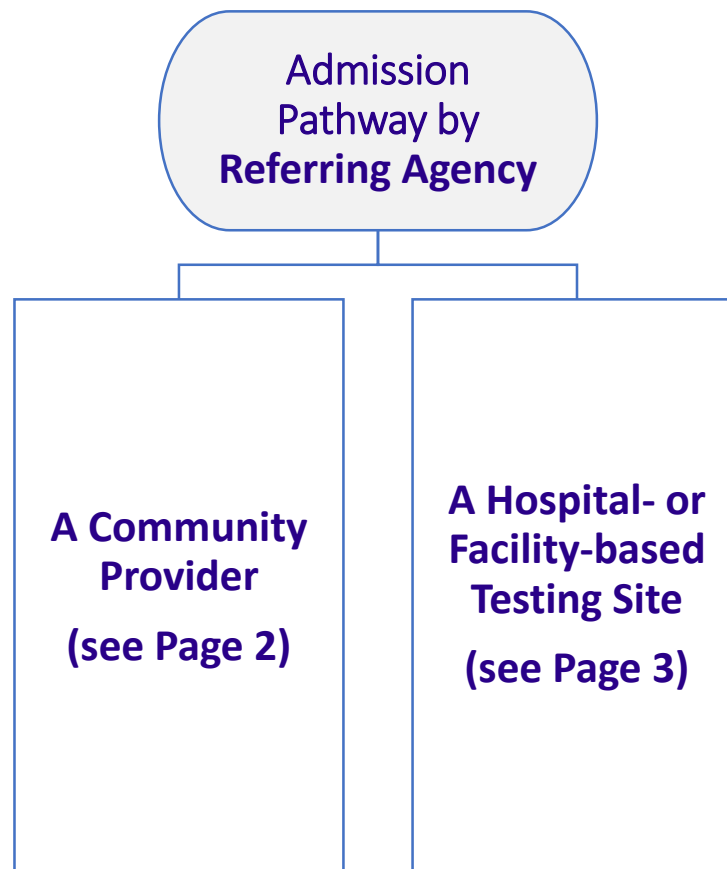 Admission
Pathway by
Referring Agency
A Community
Provider
(see Page 2)
A Hospital- or
Facility-based
Testing Site
(see Page 3)